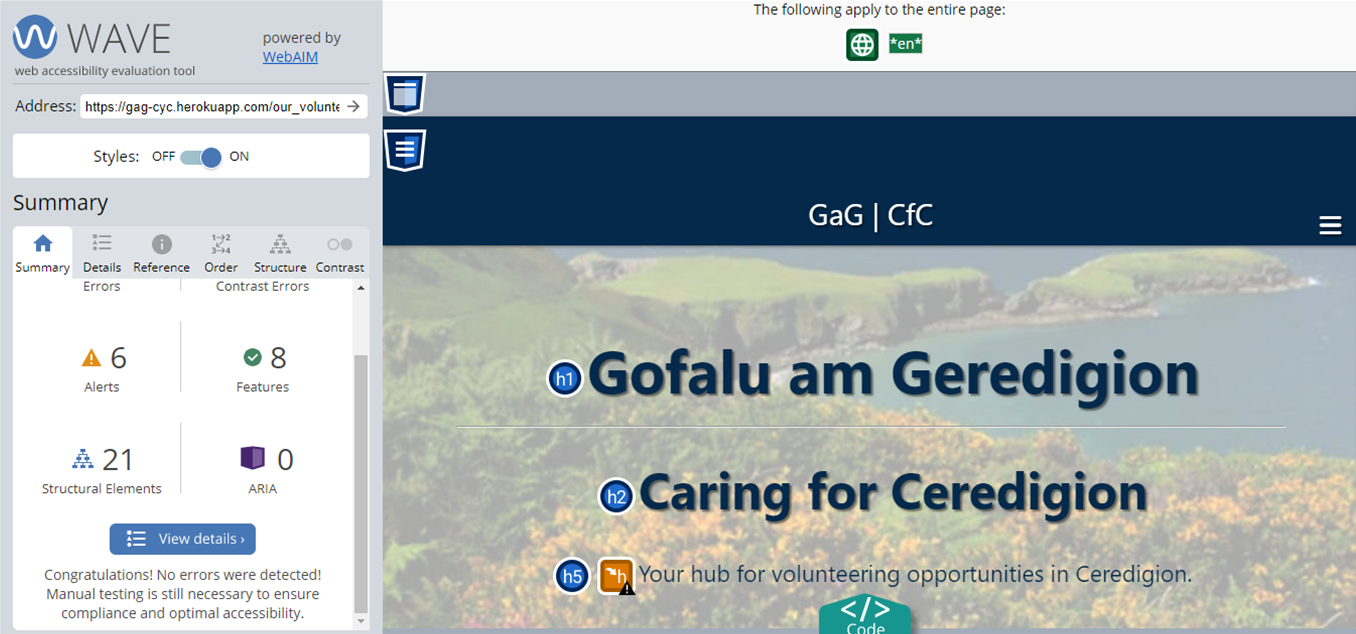 WAVE
powered by
WebAIM
web accessibility evaluation tool
Address: https://gag-cyc.herokuapp.com/our_volunte
Styles: OFF ON
Summary
Summary Details Reference Order Structure Contrast
Errors Contrast Errors
6 8
Alerts Features
21 0
Structural Elements ARIA
View details ›
Congratulations! No errors were detected!
Manual testing is still necessary to ensure
compliance and optimal accessibility.
The following apply to the entire page:
*en*
GaG | CfC
h1 Gofalu am Geredigion
h2 Caring for Ceredigion
h5 h Your hub for volunteering opportunities in Ceredigion.
</>
Code